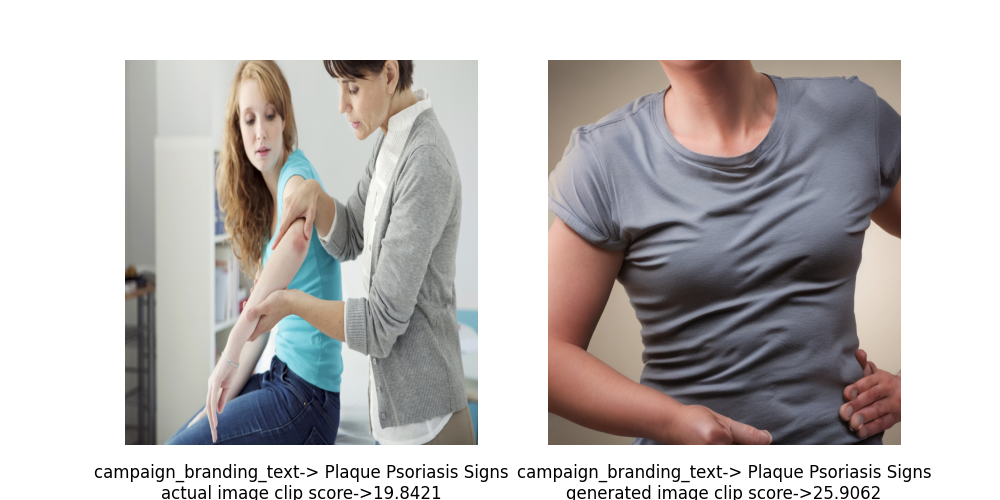 campaign_branding_text-> Plaque Psoriasis Signs
actual image clip score->19.8421
campaign_branding_text-> Plaque Psoriasis Signs
generated image clip score->25.9062